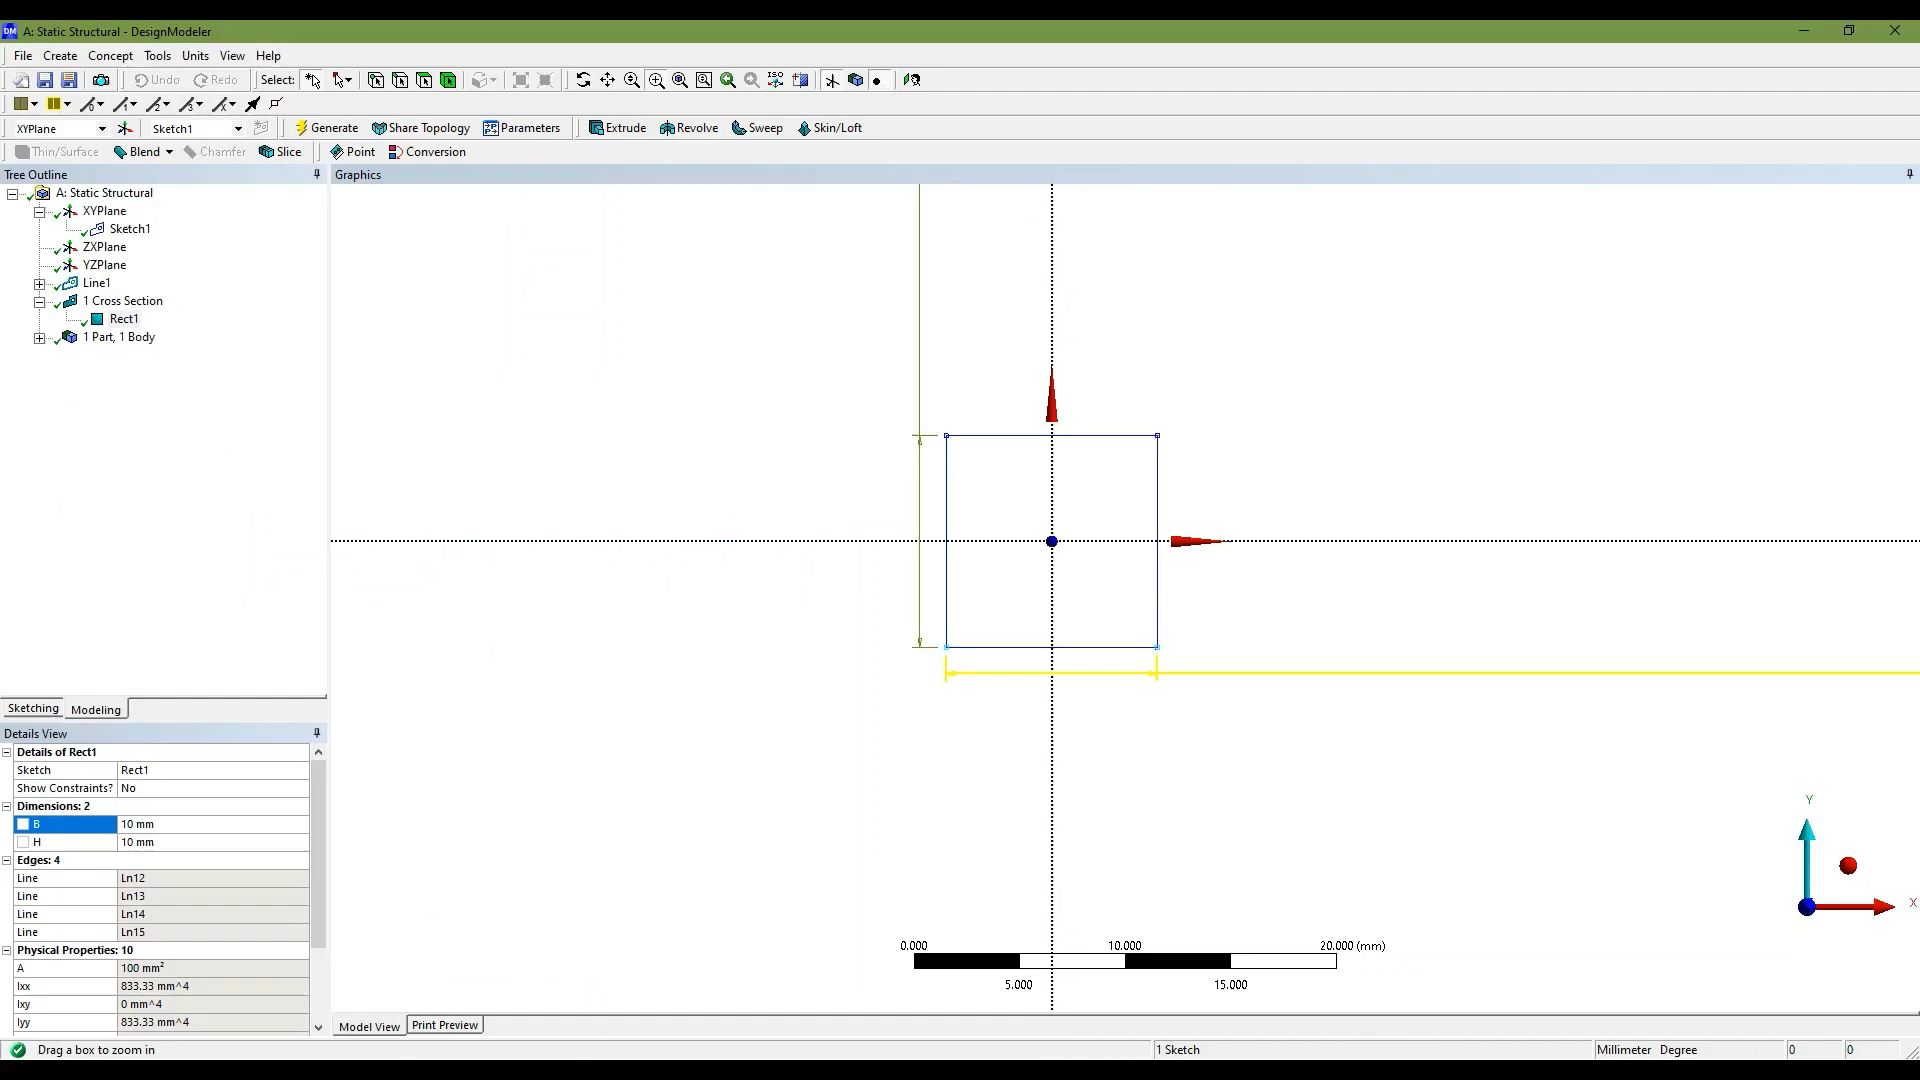 DM A: Static Structural - DesignModeler
File Create Concept Tools Units View Help
Undo Redo Select: ISO
XYPlane Sketch1 Generate Share Topology Parameters Extrude Revolve Sweep Skin/Loft
Thin/Surface Blend Chamfer Slice Point Conversion
Tree Outline
A: Static Structural
XYPlane
Sketch1
ZXPlane
YZPlane
Line1
1 Cross Section
Rect1
1 Part, 1 Body
Sketching Modeling
Details View
Details of Rect1
Sketch Rect1
Show Constraints? No
Dimensions: 2
B 10 mm
H 10 mm
Edges: 4
Line Ln12
Line Ln13
Line Ln14
Line Ln15
Physical Properties: 10
A 100 mm²
Ixx 833.33 mm^4
Ixy 0 mm^4
Iyy 833.33 mm^4
Graphics
Y
X
0.000 10.000 20.000 (mm)
5.000 15.000
Model View Print Preview
Drag a box to zoom in 1 Sketch Millimeter Degree 0 0